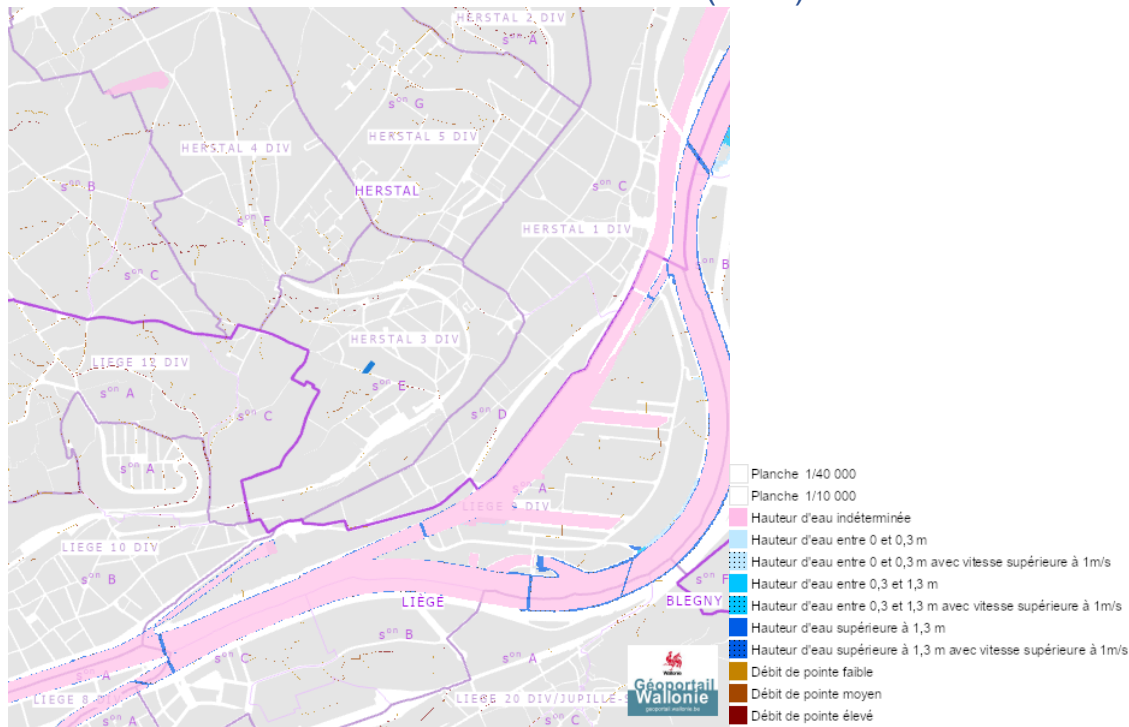 HERSTAL 2 DIV
sᵒⁿ A
sᵒⁿ G
HERSTAL 5 DIV
HERSTAL 4 DIV
sᵒⁿ B
HERSTAL
sᵒⁿ C
sᵒⁿ F
HERSTAL 1 DIV
sᵒⁿ B
sᵒⁿ C
HERSTAL 3 DIV
LIEGE 12 DIV
sᵒⁿ E
sᵒⁿ A
sᵒⁿ C
sᵒⁿ D
sᵒⁿ A
sᵒⁿ A
LIEGE 10 DIV
sᵒⁿ B
sᵒⁿ F
LIÈGE
BLEGNY
sᵒⁿ B
sᵒⁿ C
sᵒⁿ A
sᵒⁿ A
LIEGE 20 DIV/JUPILLE-S
sᵒⁿ A
sᵒⁿ C
Wallonie
Géoportail
Wallonie
geoportail.wallonie.be
Planche 1/40 000
Planche 1/10 000
Hauteur d'eau indéterminée
Hauteur d'eau entre 0 et 0,3 m
Hauteur d'eau entre 0 et 0,3 m avec vitesse supérieure à 1m/s
Hauteur d'eau entre 0,3 et 1,3 m
Hauteur d'eau entre 0,3 et 1,3 m avec vitesse supérieure à 1m/s
Hauteur d'eau supérieure à 1,3 m
Hauteur d'eau supérieure à 1,3 m avec vitesse supérieure à 1m/s
Débit de pointe faible
Débit de pointe moyen
Débit de pointe élevé